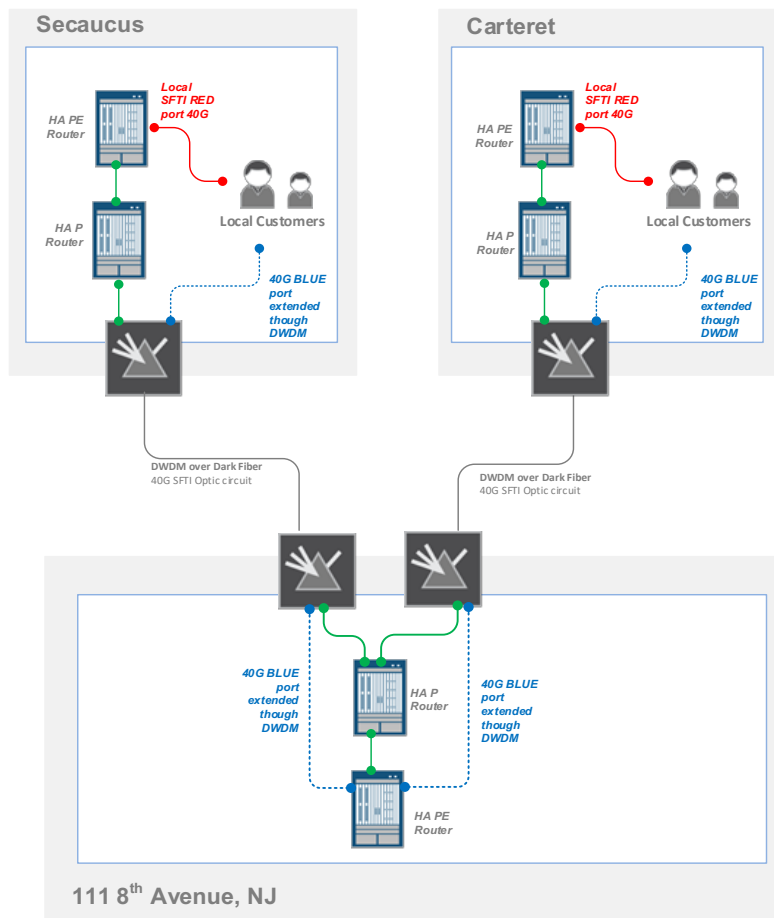 Secaucus
Local
SFTI RED
port 40G
HA PE
Router
HA P
Router
Local Customers
40G BLUE
port
extended
though
DWDM
Carteret
Local
SFTI RED
port 40G
HA PE
Router
HA P
Router
Local Customers
40G BLUE
port
extended
though
DWDM
DWDM over Dark Fiber
40G SFTI Optic circuit
DWDM over Dark Fiber
40G SFTI Optic circuit
40G BLUE
port
extended
though
DWDM
HA P
Router
40G BLUE
port
extended
though
DWDM
HA PE
Router
111 8th Avenue, NJ